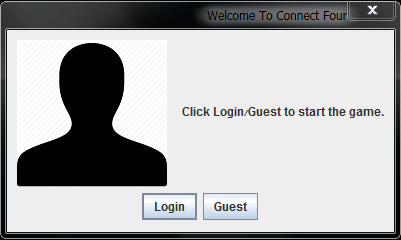 Welcome To Connect Four
Click Login/Guest to start the game.
Login
Guest